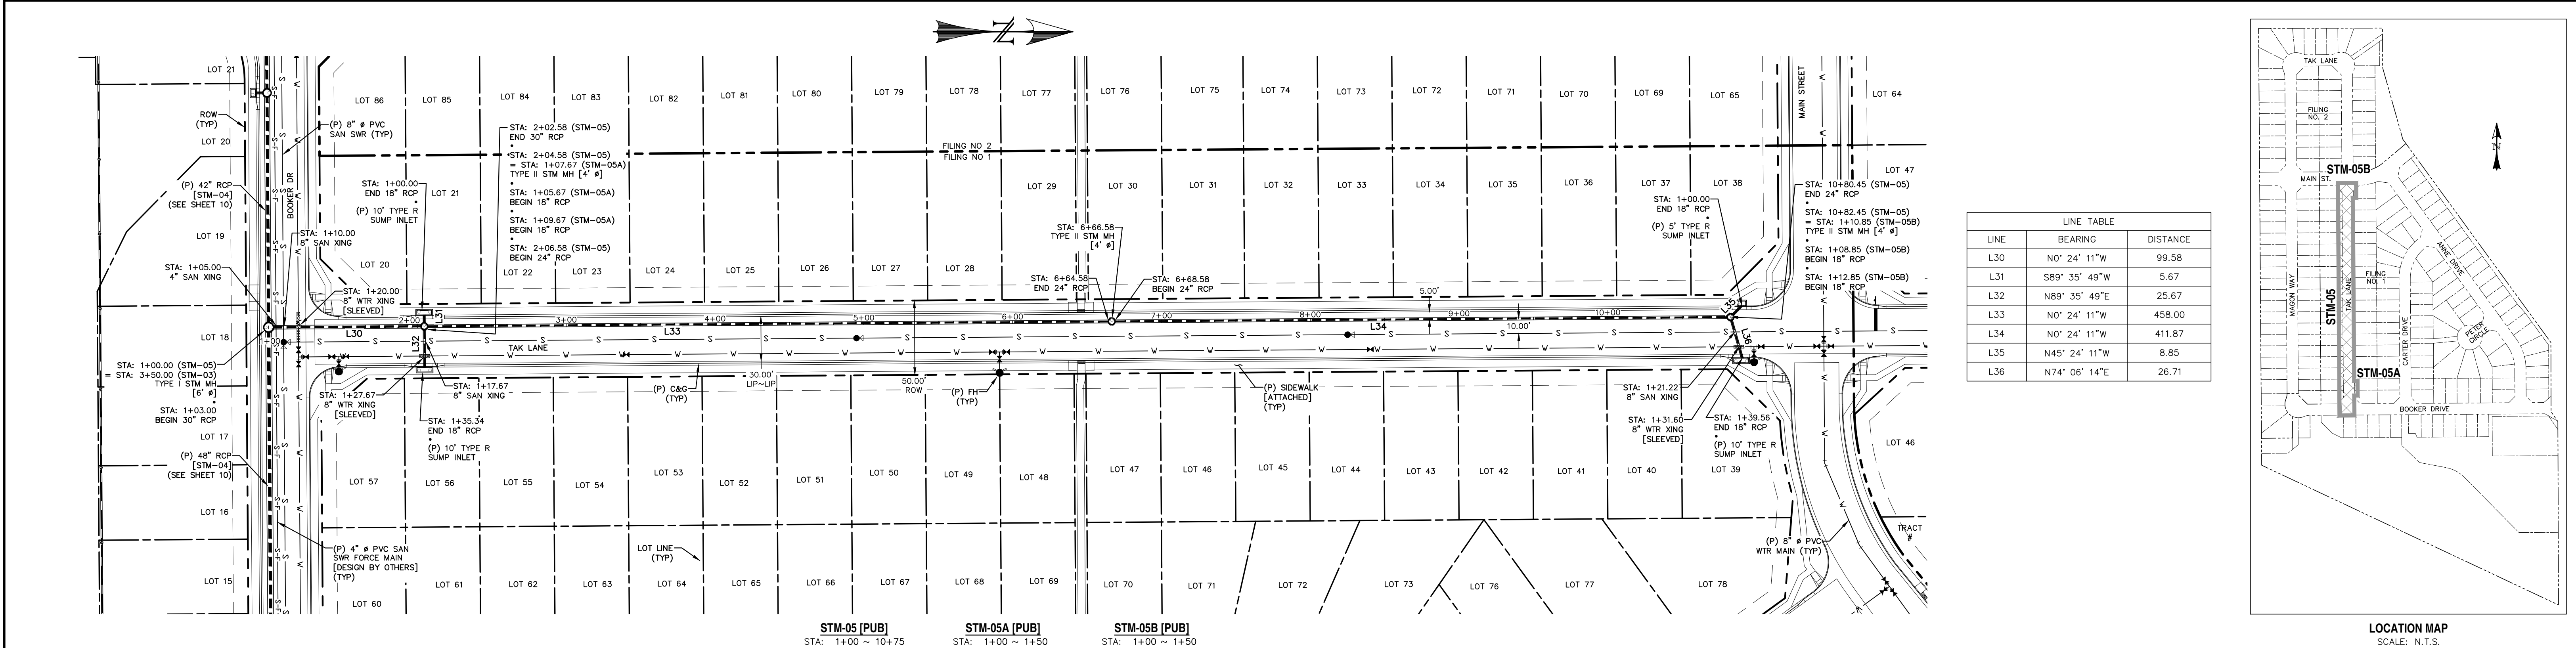 N
LOT 21
ROW
(TYP)
LOT 20
(P) 42" RCP
[STM-04]
(SEE SHEET 10)
LOT 19
STA: 1+10.00
8" SAN XING
STA: 1+05.00
4" SAN XING
LOT 18
STA: 1+00.00 (STM-05)
= STA: 3+50.00 (STM-03)
TYPE I STM MH
[6' ø]
•
STA: 1+03.00
BEGIN 30" RCP
LOT 17
(P) 48" RCP
[STM-04]
(SEE SHEET 10)
LOT 16
LOT 15
(P) 4" ø PVC SAN
SWR FORCE MAIN
[DESIGN BY OTHERS]
(TYP)
(P) 8" ø PVC
SAN SWR (TYP)
BOOKER DR
LOT 86
LOT 85
LOT 84
LOT 83
LOT 82
LOT 81
LOT 80
LOT 79
LOT 78
LOT 77
LOT 76
LOT 75
LOT 74
LOT 73
LOT 72
LOT 71
LOT 70
LOT 69
LOT 65
MAIN STREET
LOT 64
STA: 2+02.58 (STM-05)
END 30" RCP
•
STA: 2+04.58 (STM-05)
= STA: 1+07.67 (STM-05A)
TYPE II STM MH [4' ø]
•
STA: 1+05.67 (STM-05A)
BEGIN 18" RCP
•
STA: 1+09.67 (STM-05A)
BEGIN 18" RCP
•
STA: 2+06.58 (STM-05)
BEGIN 24" RCP
FILING NO 2
FILING NO 1
STA: 1+00.00
END 18" RCP
•
(P) 10' TYPE R
SUMP INLET
LOT 21
LOT 20
LOT 22
LOT 23
LOT 24
LOT 25
LOT 26
LOT 27
LOT 28
LOT 29
LOT 30
LOT 31
LOT 32
LOT 33
LOT 34
LOT 35
LOT 36
LOT 37
LOT 38
LOT 47
STA: 1+20.00
8" WTR XING
[SLEEVED]
STA: 6+66.58
TYPE II STM MH
[4' ø]
STA: 6+64.58
END 24" RCP
STA: 6+68.58
BEGIN 24" RCP
STA: 1+00.00
END 18" RCP
•
(P) 5' TYPE R
SUMP INLET
STA: 10+80.45 (STM-05)
END 24" RCP
•
STA: 10+82.45 (STM-05)
= STA: 1+10.85 (STM-05B)
TYPE II STM MH [4' ø]
•
STA: 1+08.85 (STM-05B)
BEGIN 18" RCP
•
STA: 1+12.85 (STM-05B)
BEGIN 18" RCP
5.00'
10.00'
1+00
2+00
3+00
4+00
5+00
6+00
7+00
8+00
9+00
10+00
L30
L31
L32
L33
L34
L35
L36
TAK LANE
30.00'
LIP~LIP
50.00'
ROW
STA: 1+27.67
8" WTR XING
[SLEEVED]
STA: 1+17.67
8" SAN XING
STA: 1+35.34
END 18" RCP
•
(P) 10' TYPE R
SUMP INLET
(P) C&G
(TYP)
(P) FH
(TYP)
(P) SIDEWALK
[ATTACHED]
(TYP)
STA: 1+21.22
8" SAN XING
STA: 1+31.60
8" WTR XING
[SLEEVED]
STA: 1+39.56
END 18" RCP
•
(P) 10' TYPE R
SUMP INLET
LOT 57
LOT 56
LOT 55
LOT 54
LOT 53
LOT 52
LOT 51
LOT 50
LOT 49
LOT 48
LOT 47
LOT 46
LOT 45
LOT 44
LOT 43
LOT 42
LOT 41
LOT 40
LOT 39
LOT 46
LOT LINE
(TYP)
(P) 8" ø PVC
WTR MAIN (TYP)
TRACT
#
LOT 60
LOT 61
LOT 62
LOT 63
LOT 64
LOT 65
LOT 66
LOT 67
LOT 68
LOT 69
LOT 70
LOT 71
LOT 72
LOT 73
LOT 76
LOT 77
LOT 78
STM-05 [PUB]
STA: 1+00 ~ 10+75
STM-05A [PUB]
STA: 1+00 ~ 1+50
STM-05B [PUB]
STA: 1+00 ~ 1+50
LINE TABLE
LINE BEARING DISTANCE
L30 N0° 24' 11"W 99.58
L31 S89° 35' 49"W 5.67
L32 N89° 35' 49"E 25.67
L33 N0° 24' 11"W 458.00
L34 N0° 24' 11"W 411.87
L35 N45° 24' 11"W 8.85
L36 N74° 06' 14"E 26.71
TAK LANE
FILING
NO. 2
N
STM-05B
MAIN ST.
MAGON WAY
STM-05
TAK LANE
FILING
NO. 1
ANNE DRIVE
CARTER DRIVE
PETER
CIRCLE
STM-05A
BOOKER DRIVE
LOCATION MAP
SCALE: N.T.S.